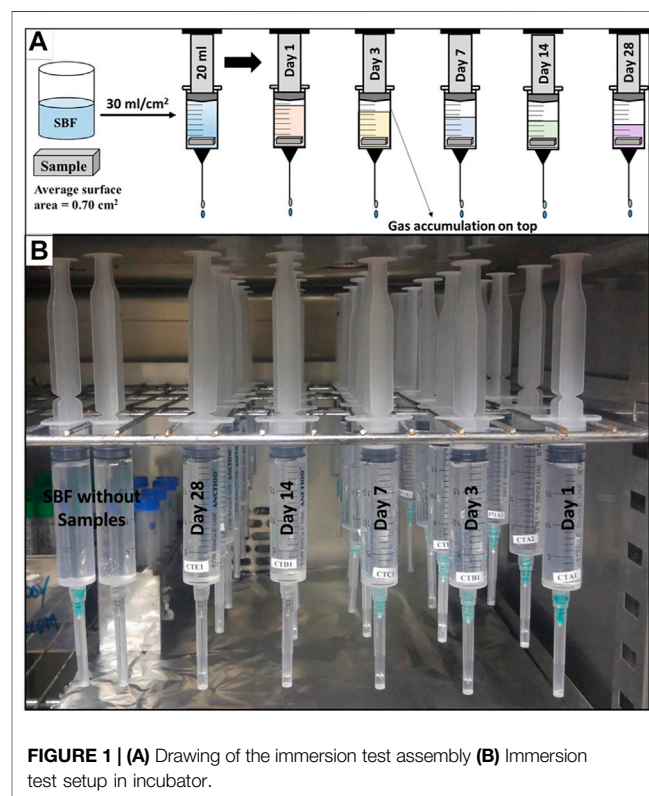 A
20 ml
Day 1
Day 3
Day 7
Day 14
Day 28
SBF
30 ml/cm²
Sample
Average surface
area = 0.70 cm²
Gas accumulation on top
B
SBF without
Samples
Day 28
Day 14
Day 7
Day 3
Day 1
ANCHOR
CTE1
CTD1
CTC1
CTB1
CTA2
CTA1
FIGURE 1 | (A) Drawing of the immersion test assembly (B) Immersion
test setup in incubator.